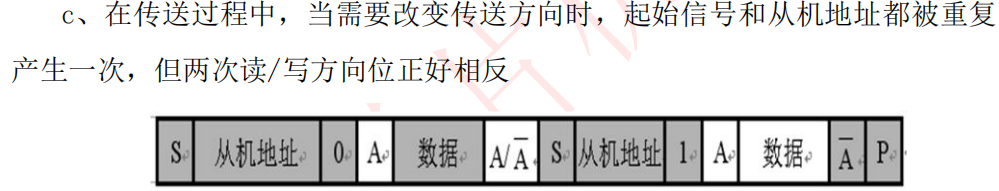 c、在传送过程中，当需要改变传送方向时，起始信号和从机地址都被重复
产生一次，但两次读/写方向位正好相反
S 从机地址 0 A 数据 A/A̅ S 从机地址 1 A 数据 A̅ P